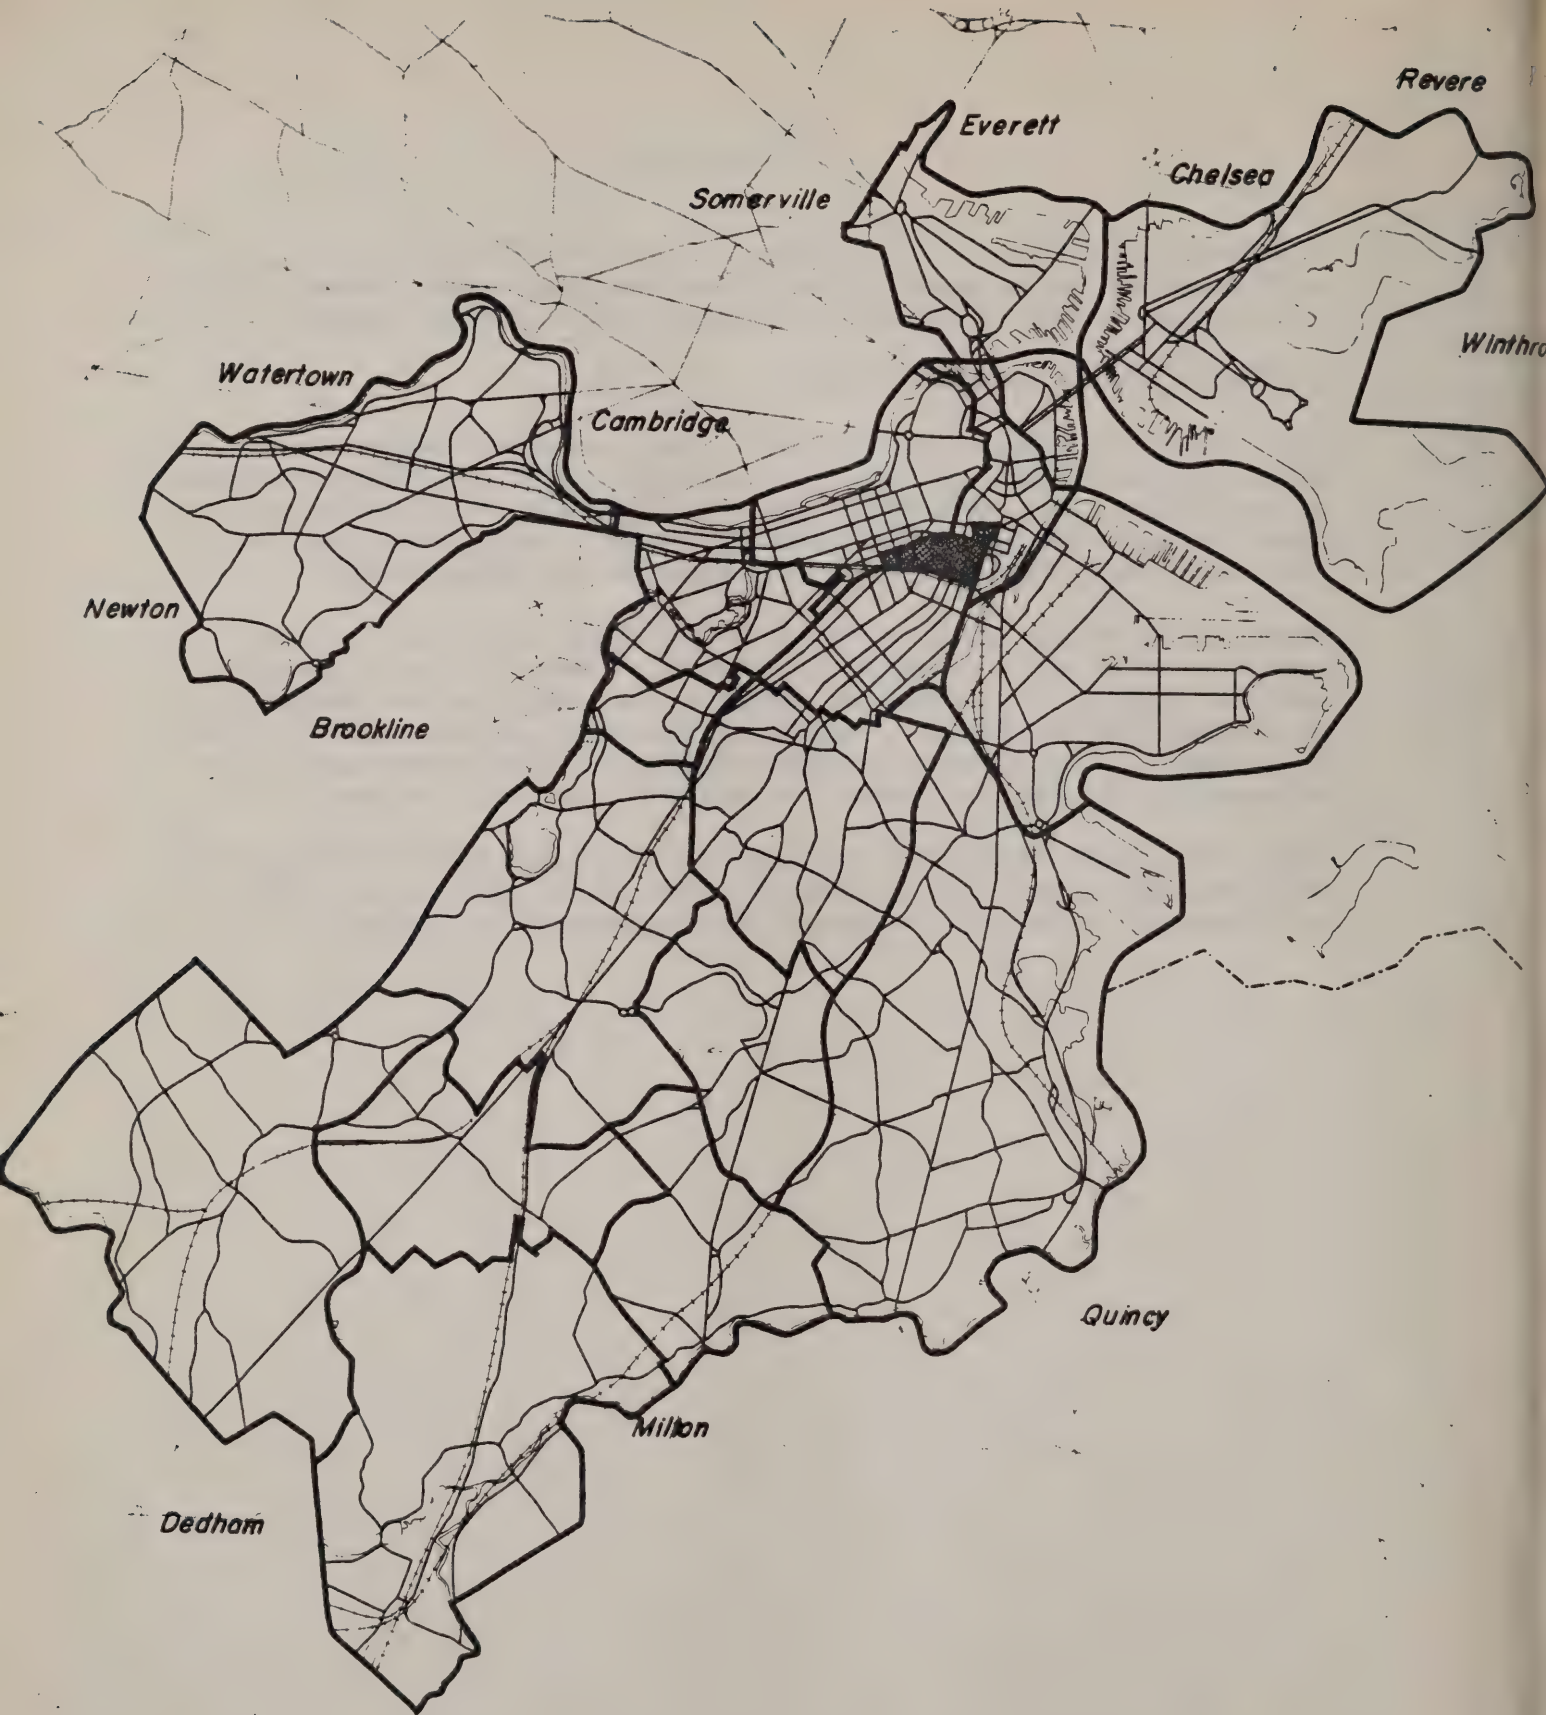 Revere
Everett
Chelsea
Somerville
Winthro
Watertown
Cambridge
Newton
Brookline
Quincy
Milton
Dedham